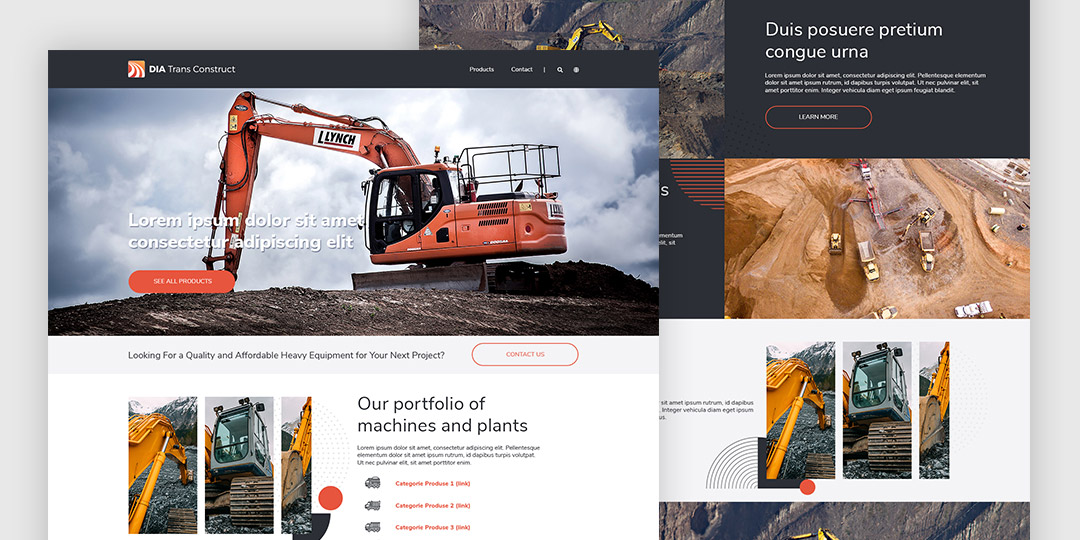 DIA Trans Construct
Products
Contact
|
LLYNCH
Lorem ipsum dolor sit amet
consectetur adipiscing elit
SEE ALL PRODUCTS
Looking For a Quality and Affordable Heavy Equipment for Your Next Project?
CONTACT US
Our portfolio of
machines and plants
Lorem ipsum dolor sit amet, consectetur adipiscing elit. Pellentesque
elementum dolor sit amet ipsum rutrum, id dapibus turpis volutpat.
Ut nec pulvinar elit, sit amet porttitor enim.
Categorie Produse 1 (link)
Categorie Produse 2 (link)
Categorie Produse 3 (link)
Duis posuere pretium
congue urna
Lorem ipsum dolor sit amet, consectetur adipiscing elit. Pellentesque elementum
dolor sit amet ipsum rutrum, id dapibus turpis volutpat. Ut nec pulvinar elit, sit
amet porttitor enim. Integer vehicula diam eget ipsum feugiat blandit.
LEARN MORE
s
mentum
elit, sit
sit amet ipsum rutrum, id dapibus
. Integer vehicula diam eget ipsum
us.